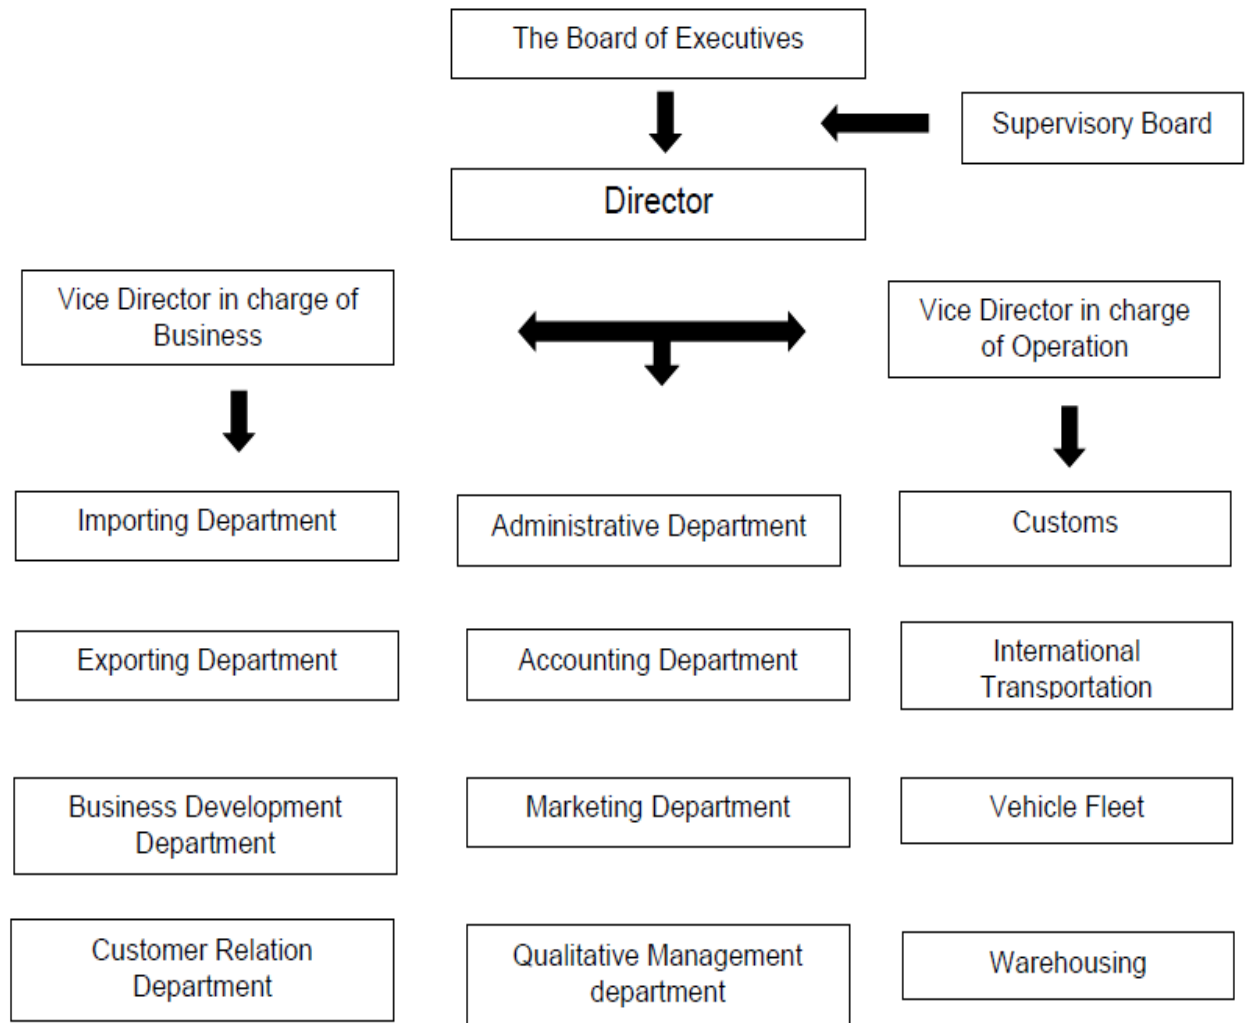 The Board of Executives
Supervisory Board
Director
Vice Director in charge of
Business
Vice Director in charge
of Operation
Importing Department
Administrative Department
Customs
Exporting Department
Accounting Department
International
Transportation
Business Development
Department
Marketing Department
Vehicle Fleet
Customer Relation
Department
Qualitative Management
department
Warehousing